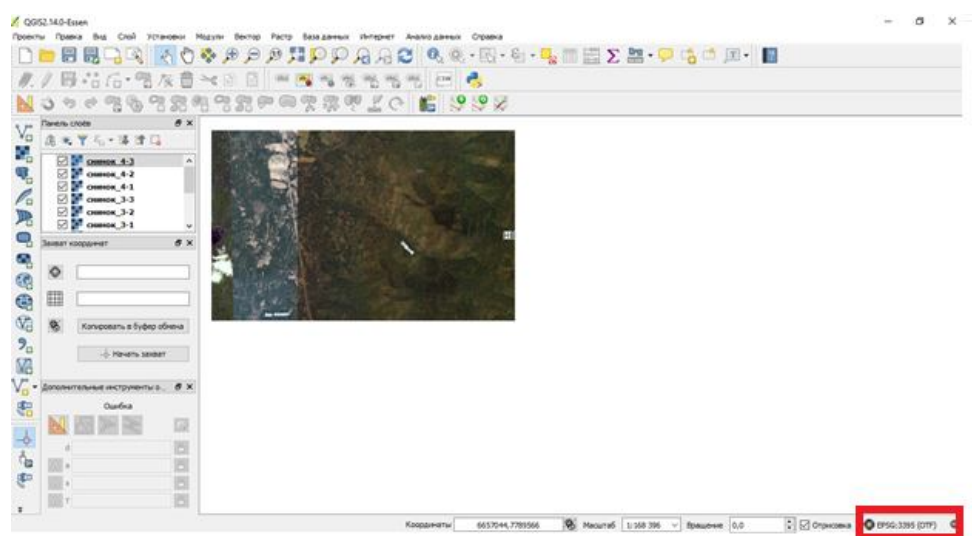 QGIS2.14.0-Essen
Проекты Правка Вид Слой Установки Модули Вектор Растр База данных Интернет Анализ данных Справка
Панель слоёв
снимок_4-3
снимок_4-2
снимок_4-1
снимок_3-3
снимок_3-2
снимок_3-1
Захват координат
Копировать в буфер обмена
Начать захват
Дополнительные инструменты о...
Ошибка
d
a
x
y
Координаты 6657044,7789566 Масштаб 1:168 396 Вращение 0,0 Отрисовка EPSG:3395 (OTF)